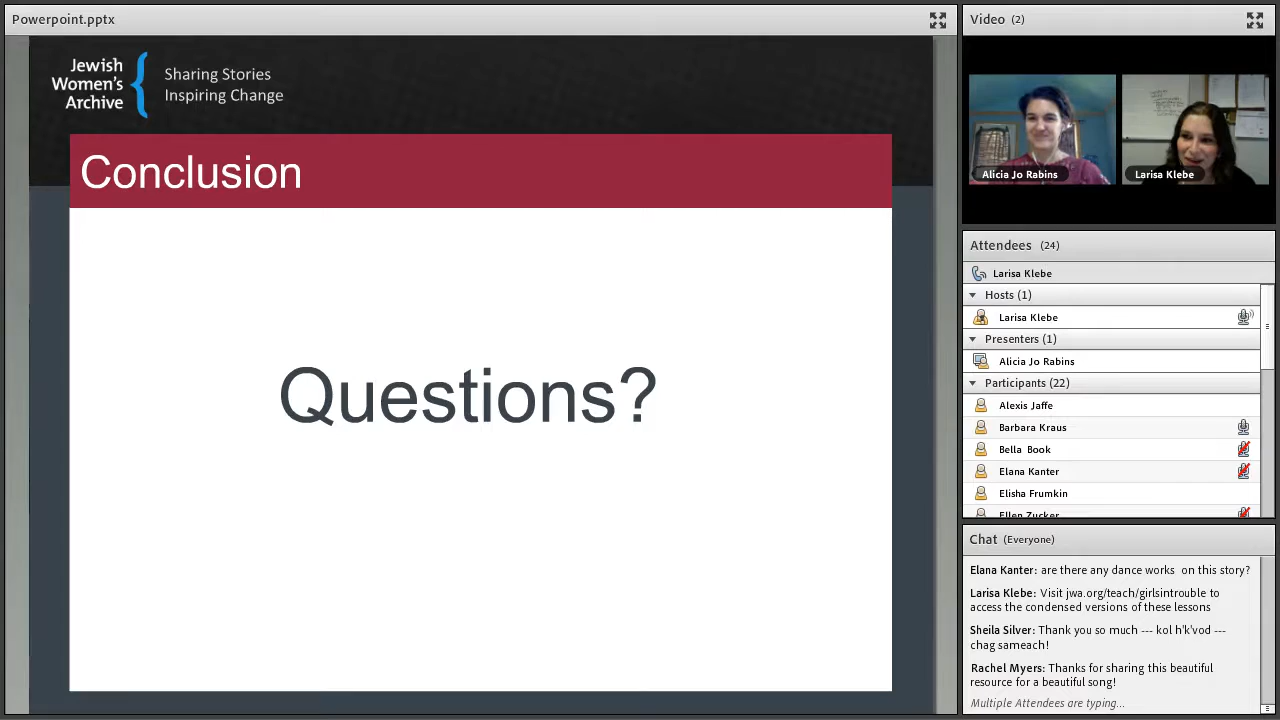 Powerpoint.pptx
Jewish
Women's
Archive
Sharing Stories
Inspiring Change
Conclusion
Questions?
Video (2)
Alicia Jo Rabins
Larisa Klebe
Attendees (24)
Larisa Klebe
Hosts (1)
Larisa Klebe
Presenters (1)
Alicia Jo Rabins
Participants (22)
Alexis Jaffe
Barbara Kraus
Bella Book
Elana Kanter
Elisha Frumkin
Ellen Zucker
Chat (Everyone)
Elana Kanter: are there any dance works on this story?
Larisa Klebe: Visit jwa.org/teach/girlsintrouble to
access the condensed versions of these lessons
Sheila Silver: Thank you so much --- kol h'k'vod ---
chag sameach!
Rachel Myers: Thanks for sharing this beautiful
resource for a beautiful song!
Multiple Attendees are typing...